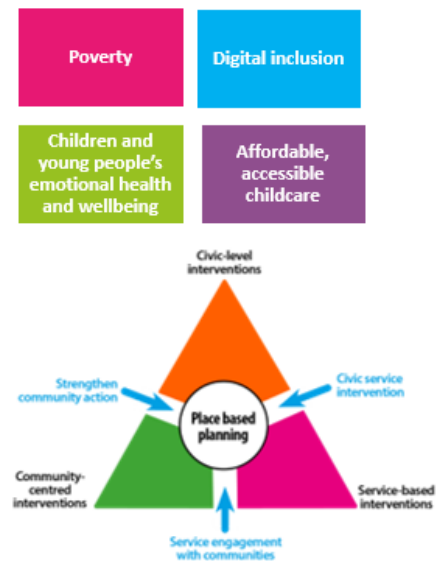 Poverty
Digital inclusion
Children and
young people's
emotional health
and wellbeing
Affordable,
accessible
childcare
Civic-level
interventions
Strengthen
community action
Civic service
intervention
Place based
planning
Community-
centred
interventions
Service-based
interventions
Service engagement
with communities